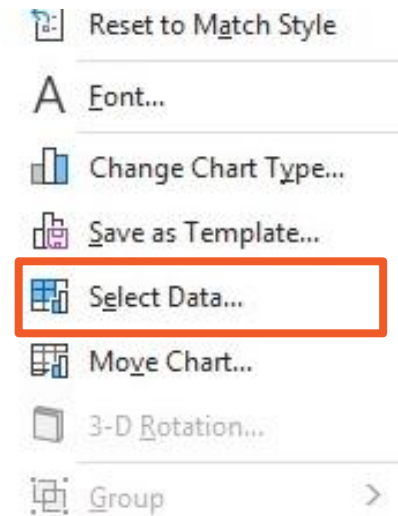 Reset to Match Style
Font...
Change Chart Type...
Save as Template...
Select Data...
Move Chart...
3-D Rotation...
Group